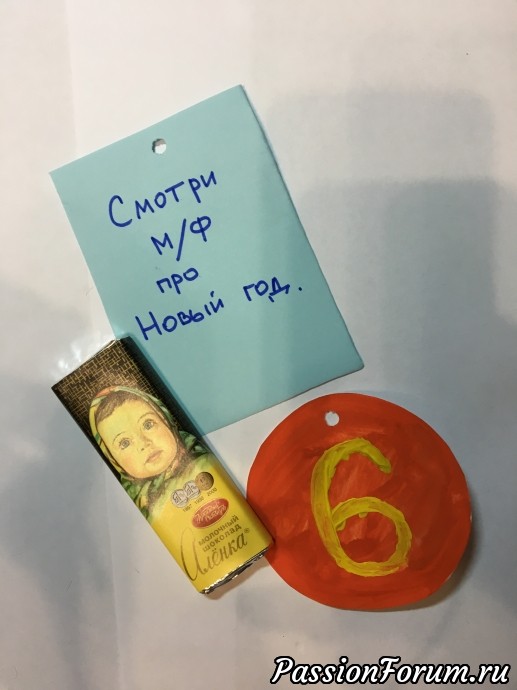 Смотри
м/ф
про
Новый год.
молочный
шоколад
Алёнка
6
PassionForum.ru